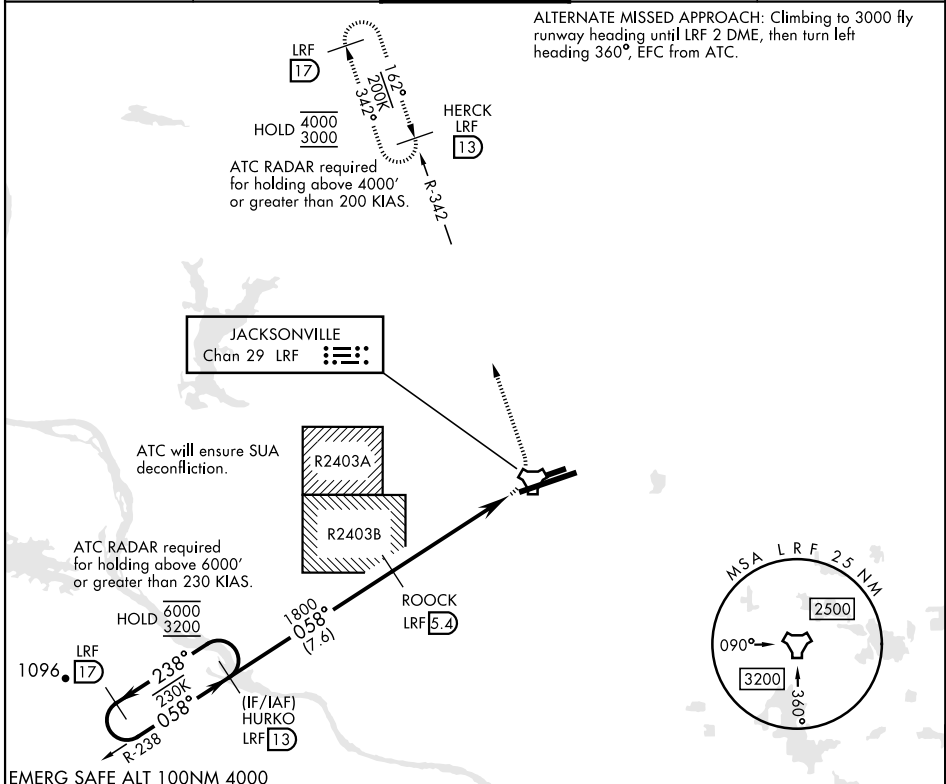 ALTERNATE MISSED APPROACH: Climbing to 3000 fly
runway heading until LRF 2 DME, then turn left
heading 360°, EFC from ATC.
LRF
17
162°
200K
342°
HERCK
LRF
13
HOLD 4000
3000
ATC RADAR required
for holding above 4000'
or greater than 200 KIAS.
R-342
JACKSONVILLE
Chan 29 LRF
ATC will ensure SUA
deconfliction.
R2403A
R2403B
ATC RADAR required
for holding above 6000'
or greater than 230 KIAS.
HOLD 6000
3200
ROOCK
LRF 5.4
1800
058°
(7.6)
1096
LRF
17
238°
230K
058°
R-238
(IF/IAF)
HURKO
LRF 13
MSA LRF 25 NM
2500
090°
3200
360°
EMERG SAFE ALT 100NM 4000